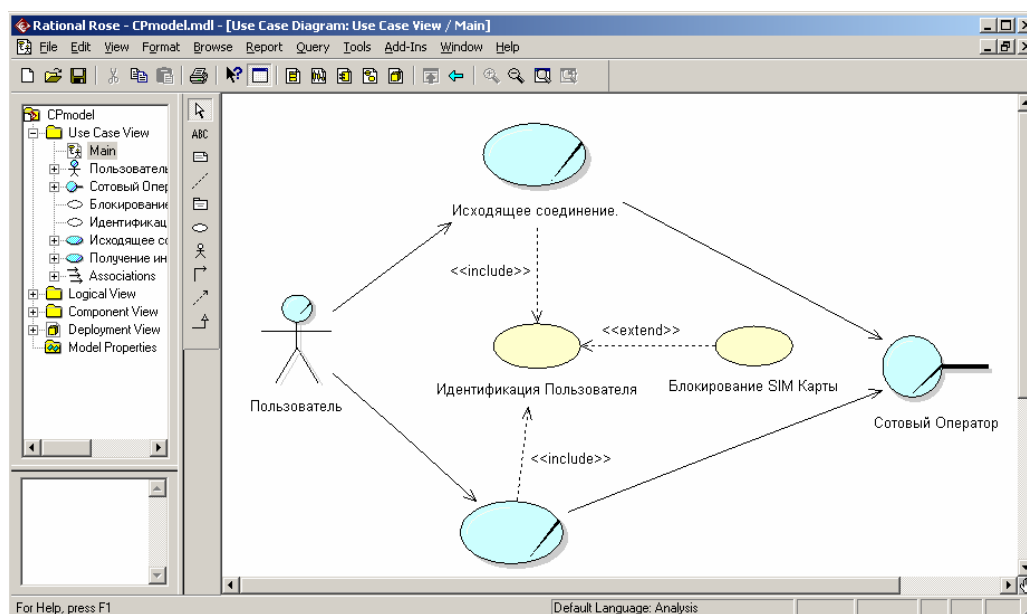 Rational Rose - CPmodel.mdl - [Use Case Diagram: Use Case View / Main]
File Edit View Format Browse Report Query Tools Add-Ins Window Help
CPmodel
Use Case View
Main
Пользователь
Сотовый Опер
Блокирование
Идентификац
Исходящее со
Получение ин
Associations
Logical View
Component View
Deployment View
Model Properties
ABC
Исходящее соединение.
<<include>>
<<extend>>
Идентификация Пользователя
Блокирование SIM Карты
Пользователь
Сотовый Оператор
<<include>>
For Help, press F1
Default Language: Analysis